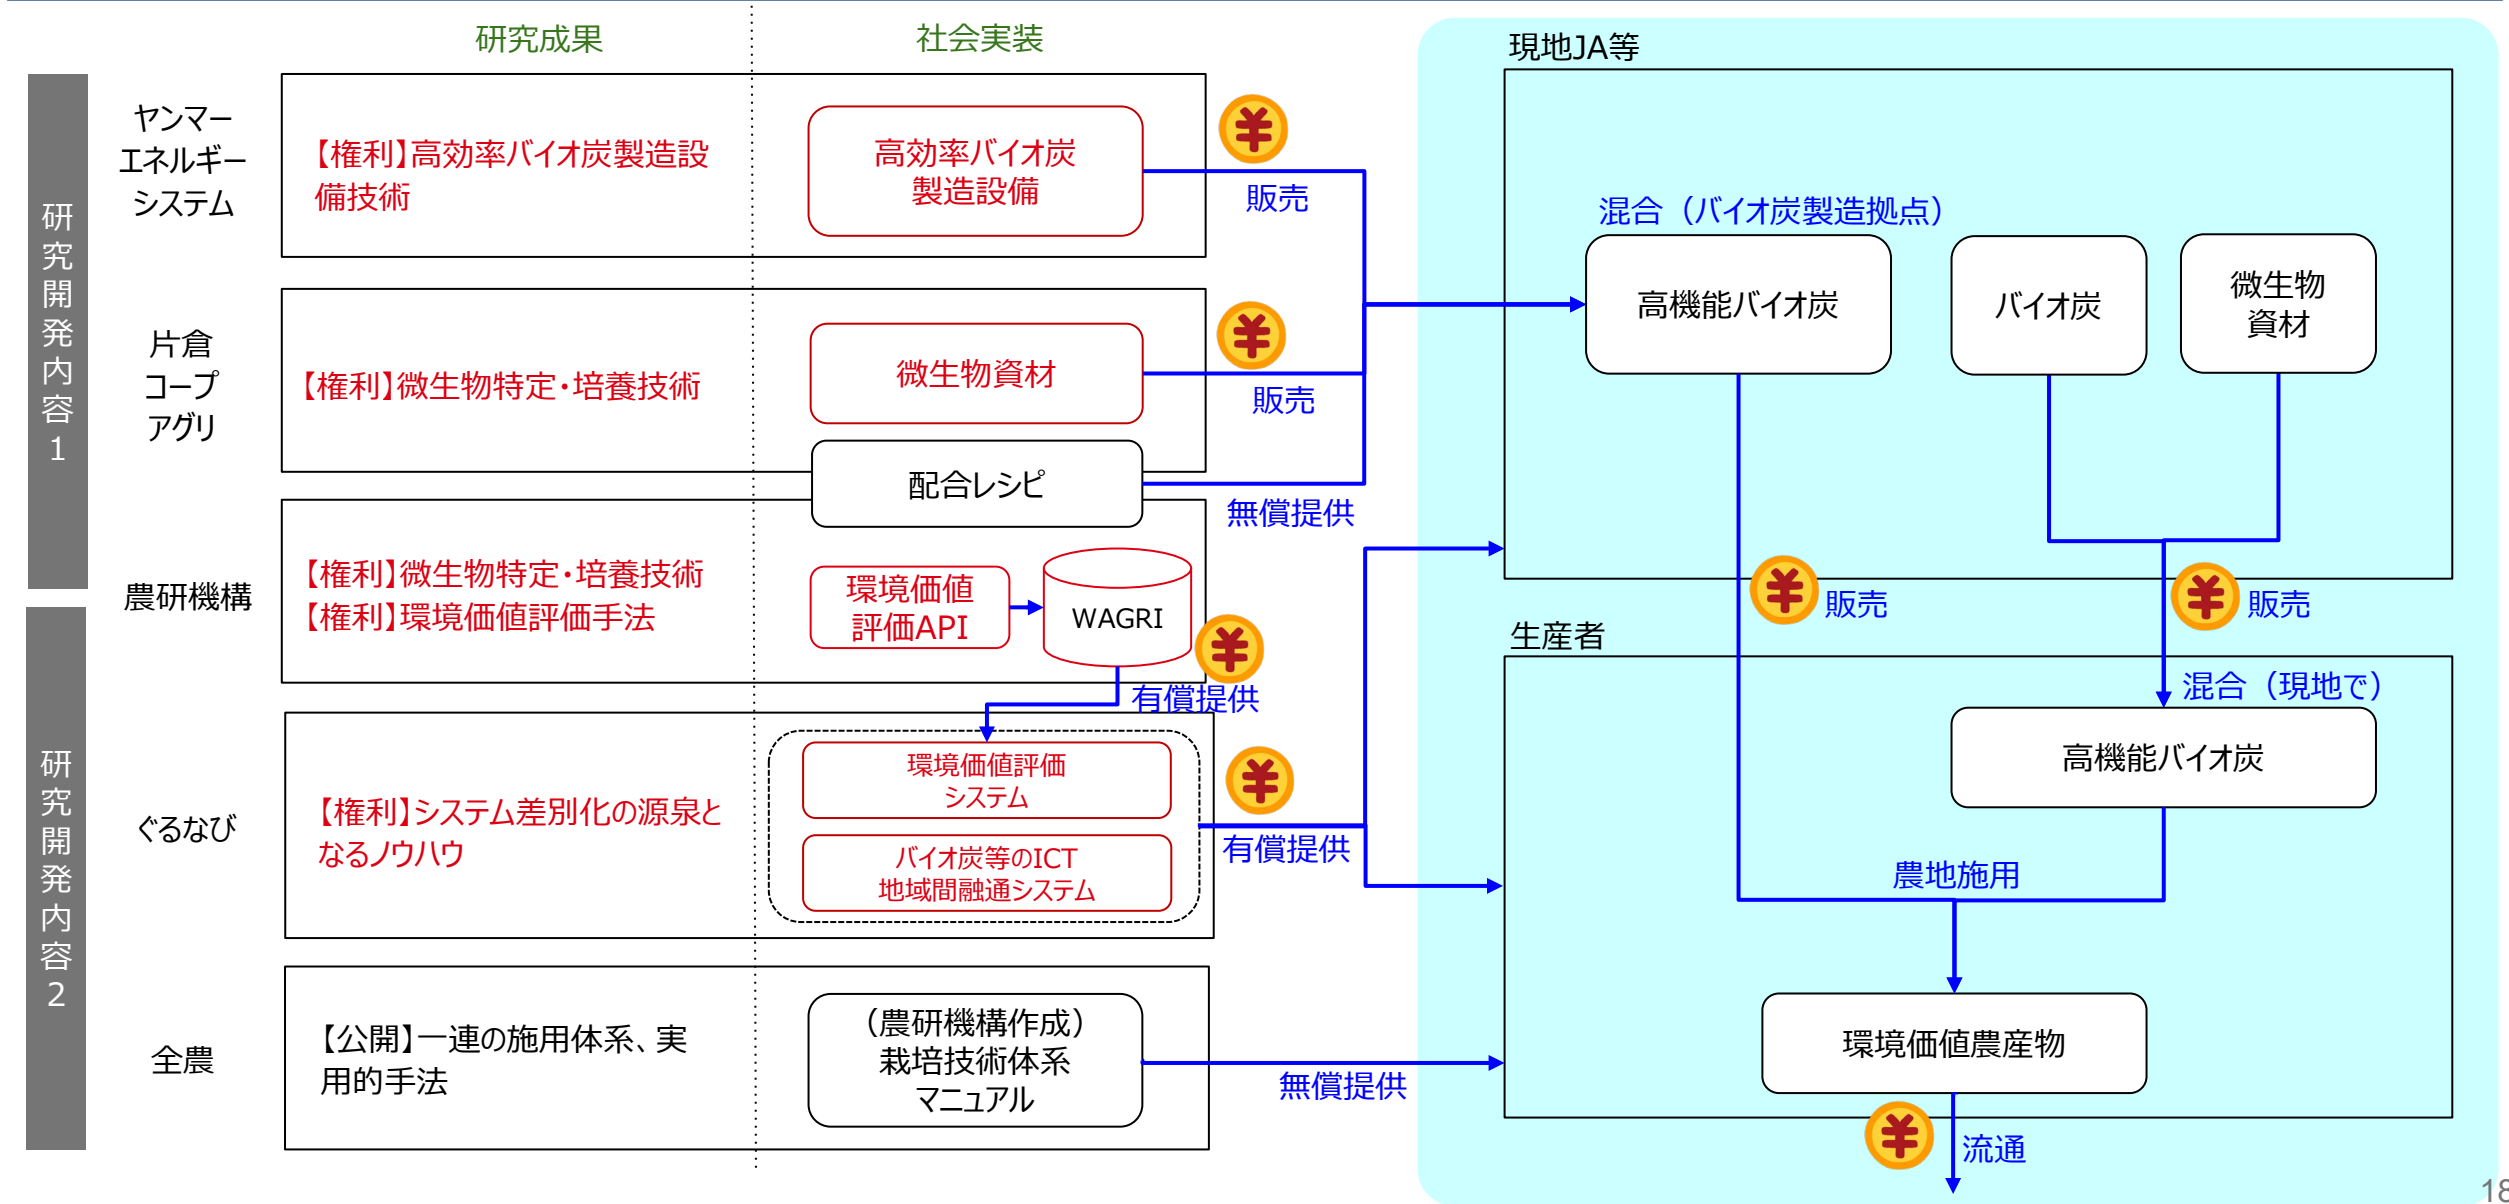 研究成果
社会実装
研究開発内容1
ヤンマー
エネルギー
システム
【権利】高効率バイオ炭製造設
備技術
高効率バイオ炭
製造設備
販売
片倉
コープ
アグリ
【権利】微生物特定・培養技術
微生物資材
販売
配合レシピ
無償提供
農研機構
【権利】微生物特定・培養技術
【権利】環境価値評価手法
環境価値
評価API
WAGRI
有償提供
研究開発内容2
ぐるなび
【権利】システム差別化の源泉と
なるノウハウ
環境価値評価
システム
バイオ炭等のICT
地域間融通システム
有償提供
全農
【公開】一連の施用体系、実
用的手法
（農研機構作成）
栽培技術体系
マニュアル
無償提供
現地JA等
混合（バイオ炭製造拠点）
高機能バイオ炭
バイオ炭
微生物
資材
販売
販売
生産者
混合（現地で）
高機能バイオ炭
農地施用
環境価値農産物
流通
18